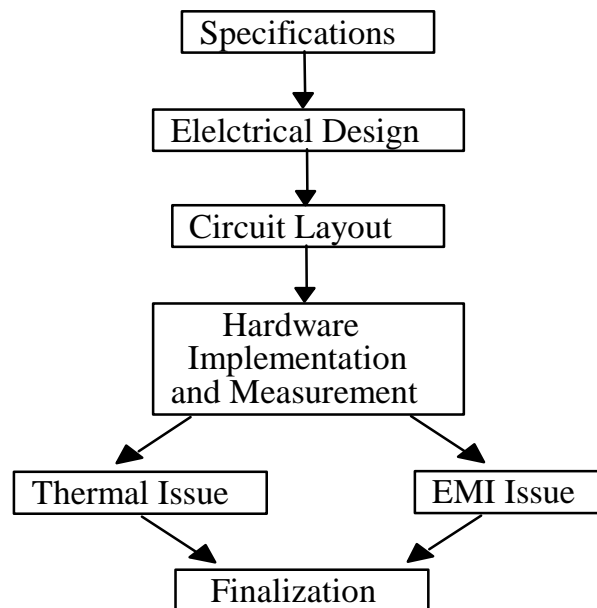 Specifications
Elelctrical Design
Circuit Layout
Hardware
Implementation
and Measurement
Thermal Issue
EMI Issue
Finalization